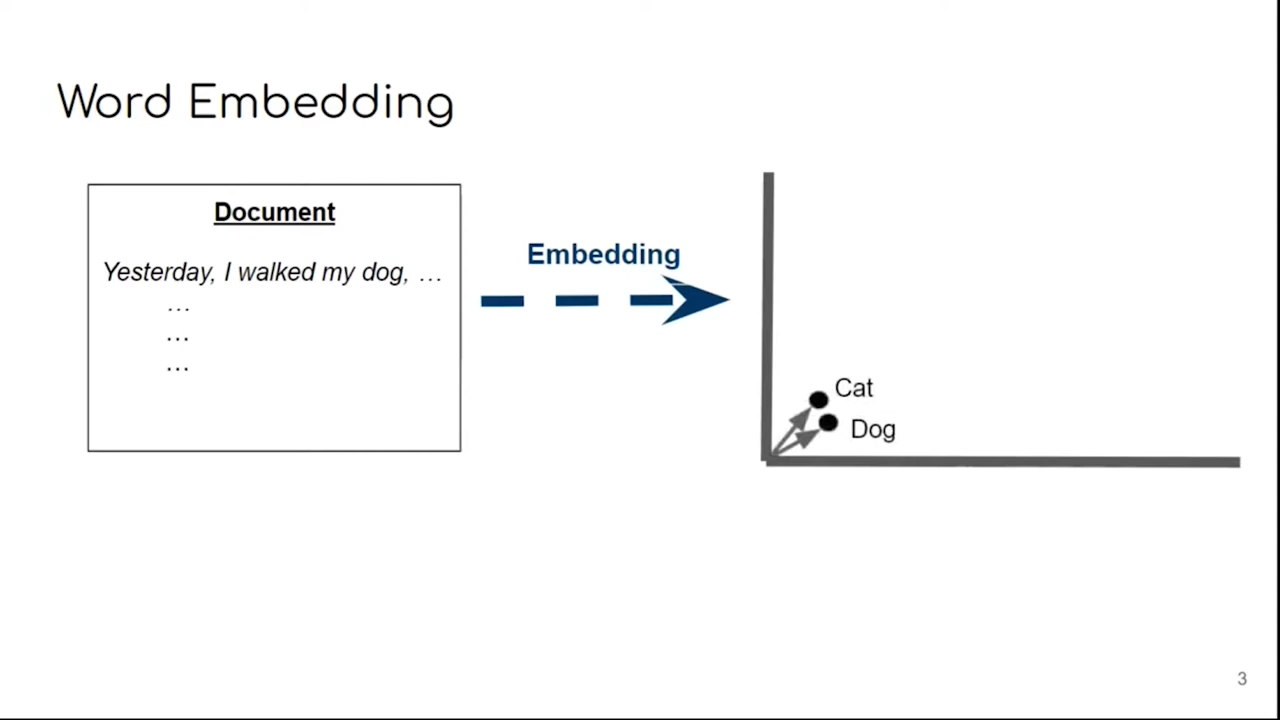 Word Embedding
Document
Yesterday, I walked my dog, …
…
…
…
Embedding
Cat
Dog
3